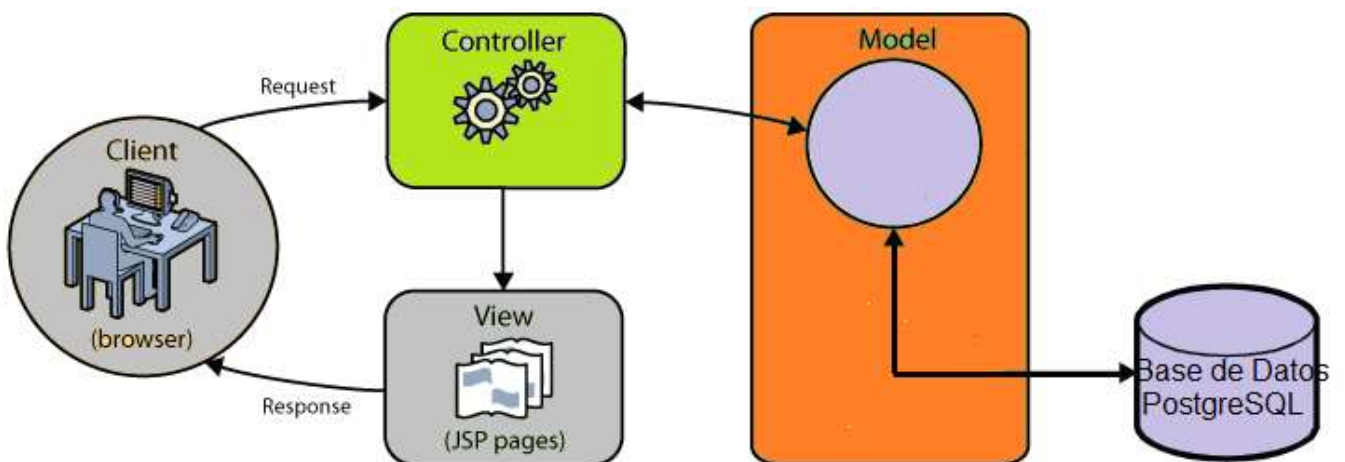 Controller
Model
Request
Client
(browser)
View
(JSP pages)
Response
Base de Datos
PostgreSQL